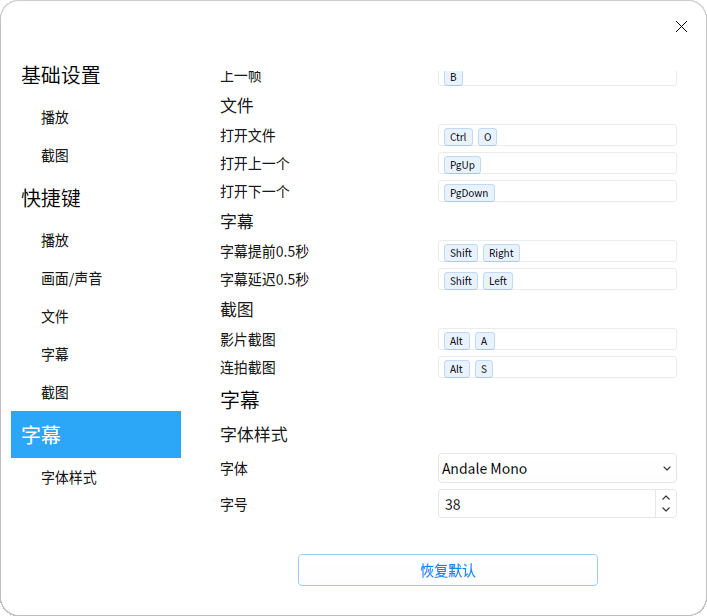 基础设置
播放
截图
快捷键
播放
画面/声音
文件
字幕
截图
字幕
字体样式
上一帧 B
文件
打开文件 Ctrl O
打开上一个 PgUp
打开下一个 PgDown
字幕
字幕提前0.5秒 Shift Right
字幕延迟0.5秒 Shift Left
截图
影片截图 Alt A
连拍截图 Alt S
字幕
字体样式
字体 Andale Mono
字号 38
恢复默认